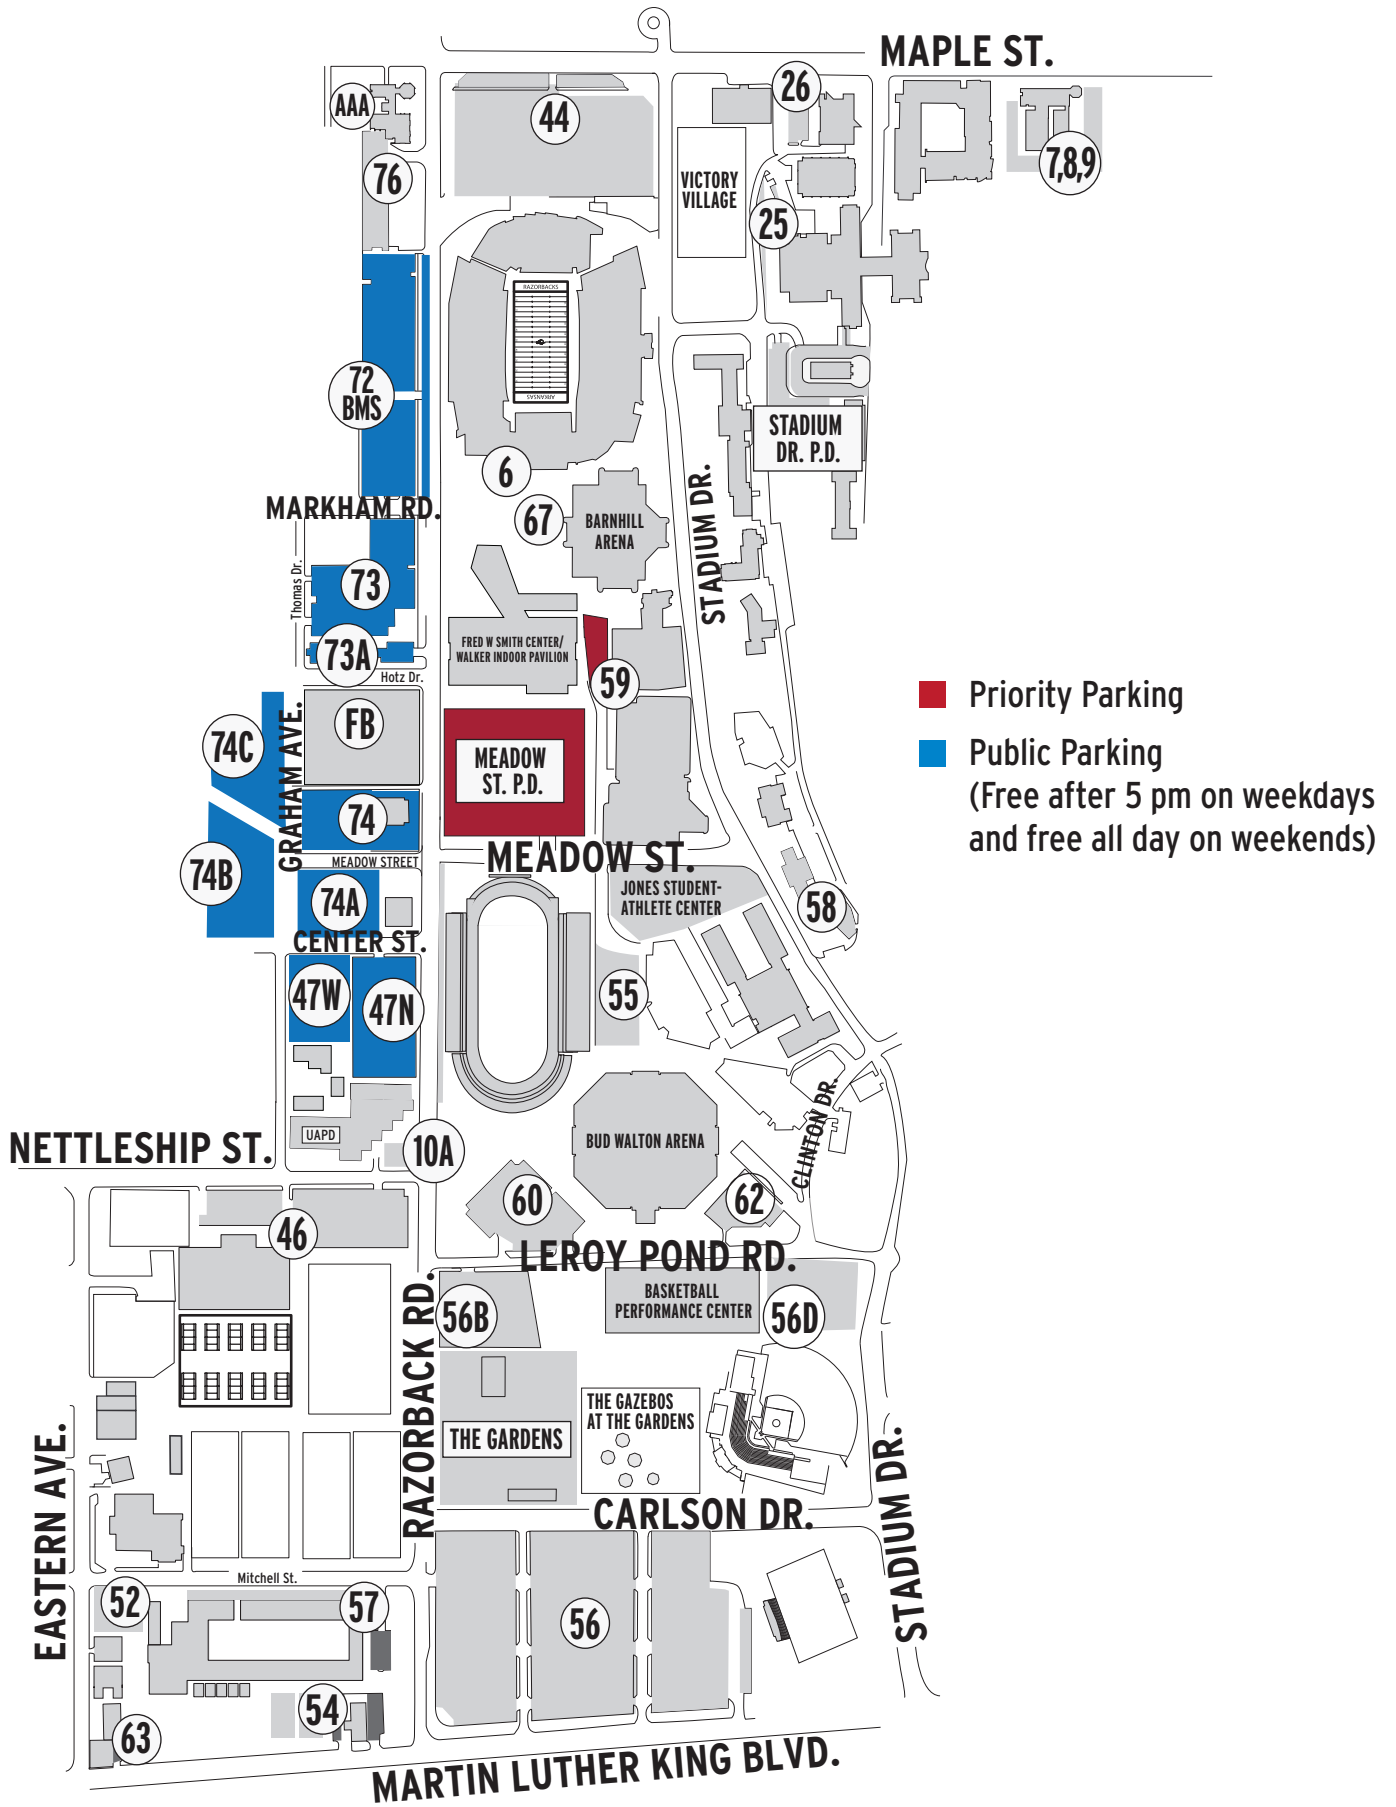 MAPLE ST.
AAA
44
26
7,8,9
76
VICTORY
VILLAGE
25
RAZORBACKS
ARKANSAS
72
BMS
STADIUM
DR. P.D.
6
67
BARNHILL
ARENA
STADIUM DR.
MARKHAM RD.
Thomas Dr.
73
73A
Hotz Dr.
FRED W SMITH CENTER/
WALKER INDOOR PAVILION
59
Priority Parking
Public Parking
(Free after 5 pm on weekdays
and free all day on weekends)
74C
GRAHAM AVE.
FB
MEADOW
ST. P.D.
74
MEADOW STREET
MEADOW ST.
74B
74A
JONES STUDENT-
ATHLETE CENTER
58
CENTER ST.
47W
47N
55
UAPD
NETTLESHIP ST.
10A
BUD WALTON ARENA
CLINTON DR.
60
62
46
LEROY POND RD.
RAZORBACK RD.
56B
BASKETBALL
PERFORMANCE CENTER
56D
THE GARDENS
THE GAZEBOS
AT THE GARDENS
EASTERN AVE.
CARLSON DR.
STADIUM DR.
Mitchell St.
52
57
56
54
63
MARTIN LUTHER KING BLVD.